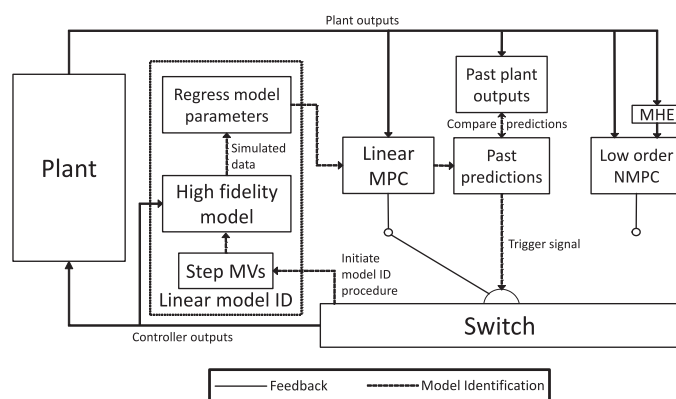 Plant outputs
Plant
Regress model
parameters
Simulated
data
High fidelity
model
Step MVs
Linear model ID
Linear
MPC
Past plant
outputs
Compare predictions
Past
predictions
MHE
Low order
NMPC
Trigger signal
Initiate
model ID
procedure
Switch
Controller outputs
Feedback
Model Identification